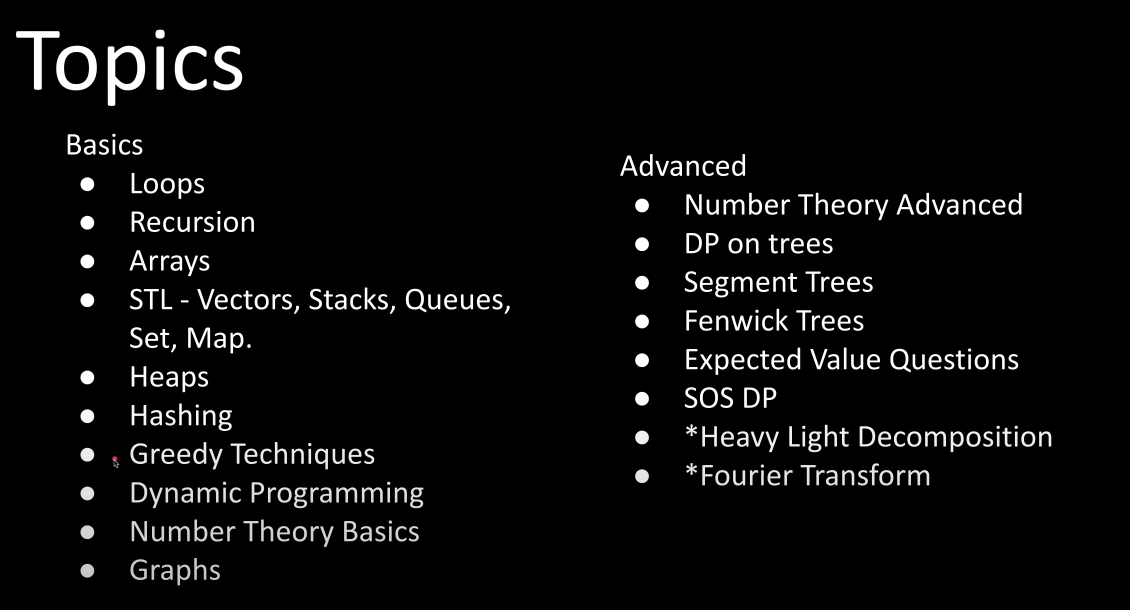 Topics
Basics
● Loops
● Recursion
● Arrays
● STL - Vectors, Stacks, Queues,
Set, Map.
● Heaps
● Hashing
● Greedy Techniques
● Dynamic Programming
● Number Theory Basics
● Graphs
Advanced
● Number Theory Advanced
● DP on trees
● Segment Trees
● Fenwick Trees
● Expected Value Questions
● SOS DP
● *Heavy Light Decomposition
● *Fourier Transform